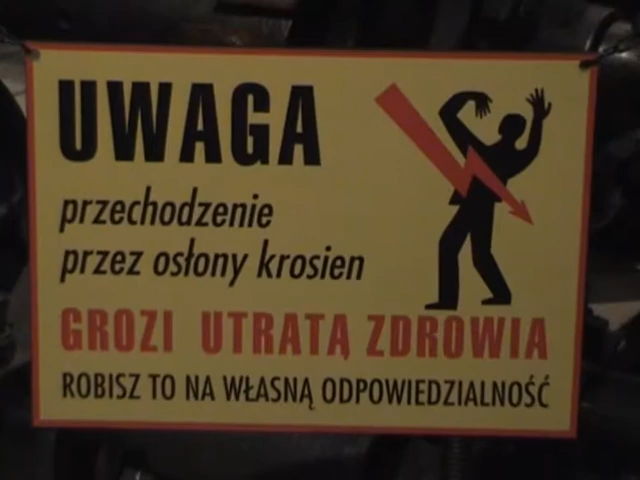 UWAGA
przechodzenie
przez osłony krosien
GROZI UTRATĄ ZDROWIA
ROBISZ TO NA WŁASNĄ ODPOWIEDZIALNOŚĆ